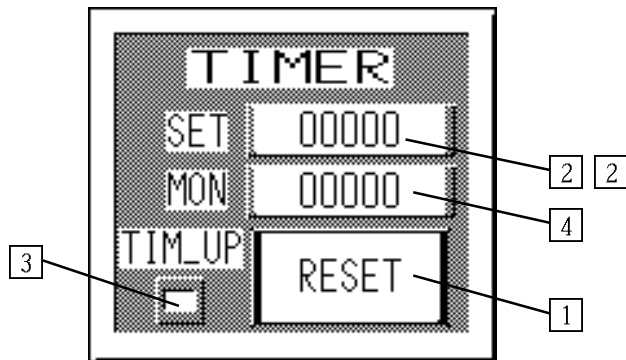 TIMER
SET 00000
2 2
MON 00000
4
TIM_UP
3
RESET
1